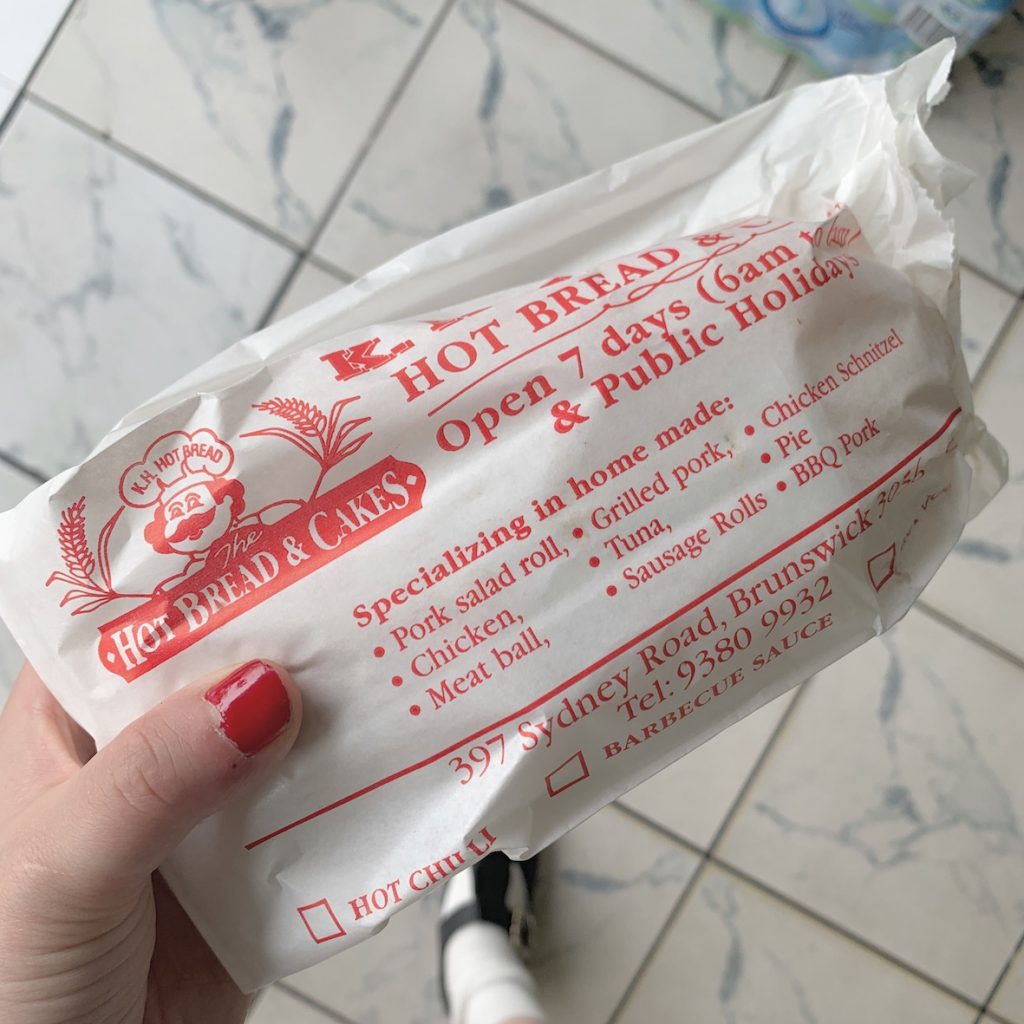 K.
HOT BREAD &
Open 7 days (6am to
& Public Holidays
K.H. HOT BREAD
The
HOT BREAD & CAKES
Specializing in home made:
• Pork salad roll, • Grilled pork, • Chicken Schnitzel
• Chicken, • Tuna, • Pie
• Meat ball, • Sausage Rolls • BBQ Pork
397 Sydney Road, Brunswick 3056
Tel: 9380 9932
HOT CHILLI
BARBECUE SAUCE